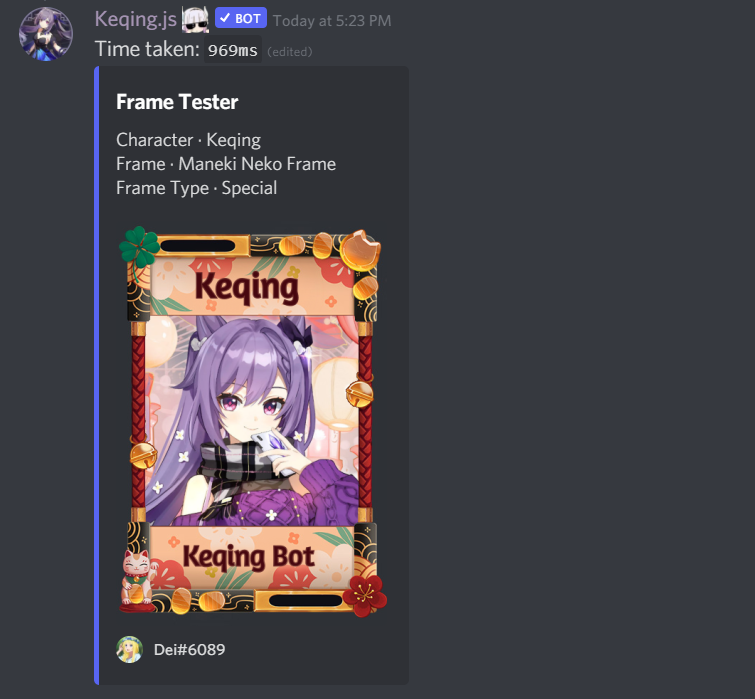 Keqing.js ✓ BOT Today at 5:23 PM
Time taken: 969ms (edited)
Frame Tester
Character · Keqing
Frame · Maneki Neko Frame
Frame Type · Special
Keqing
Keqing Bot
Dei#6089